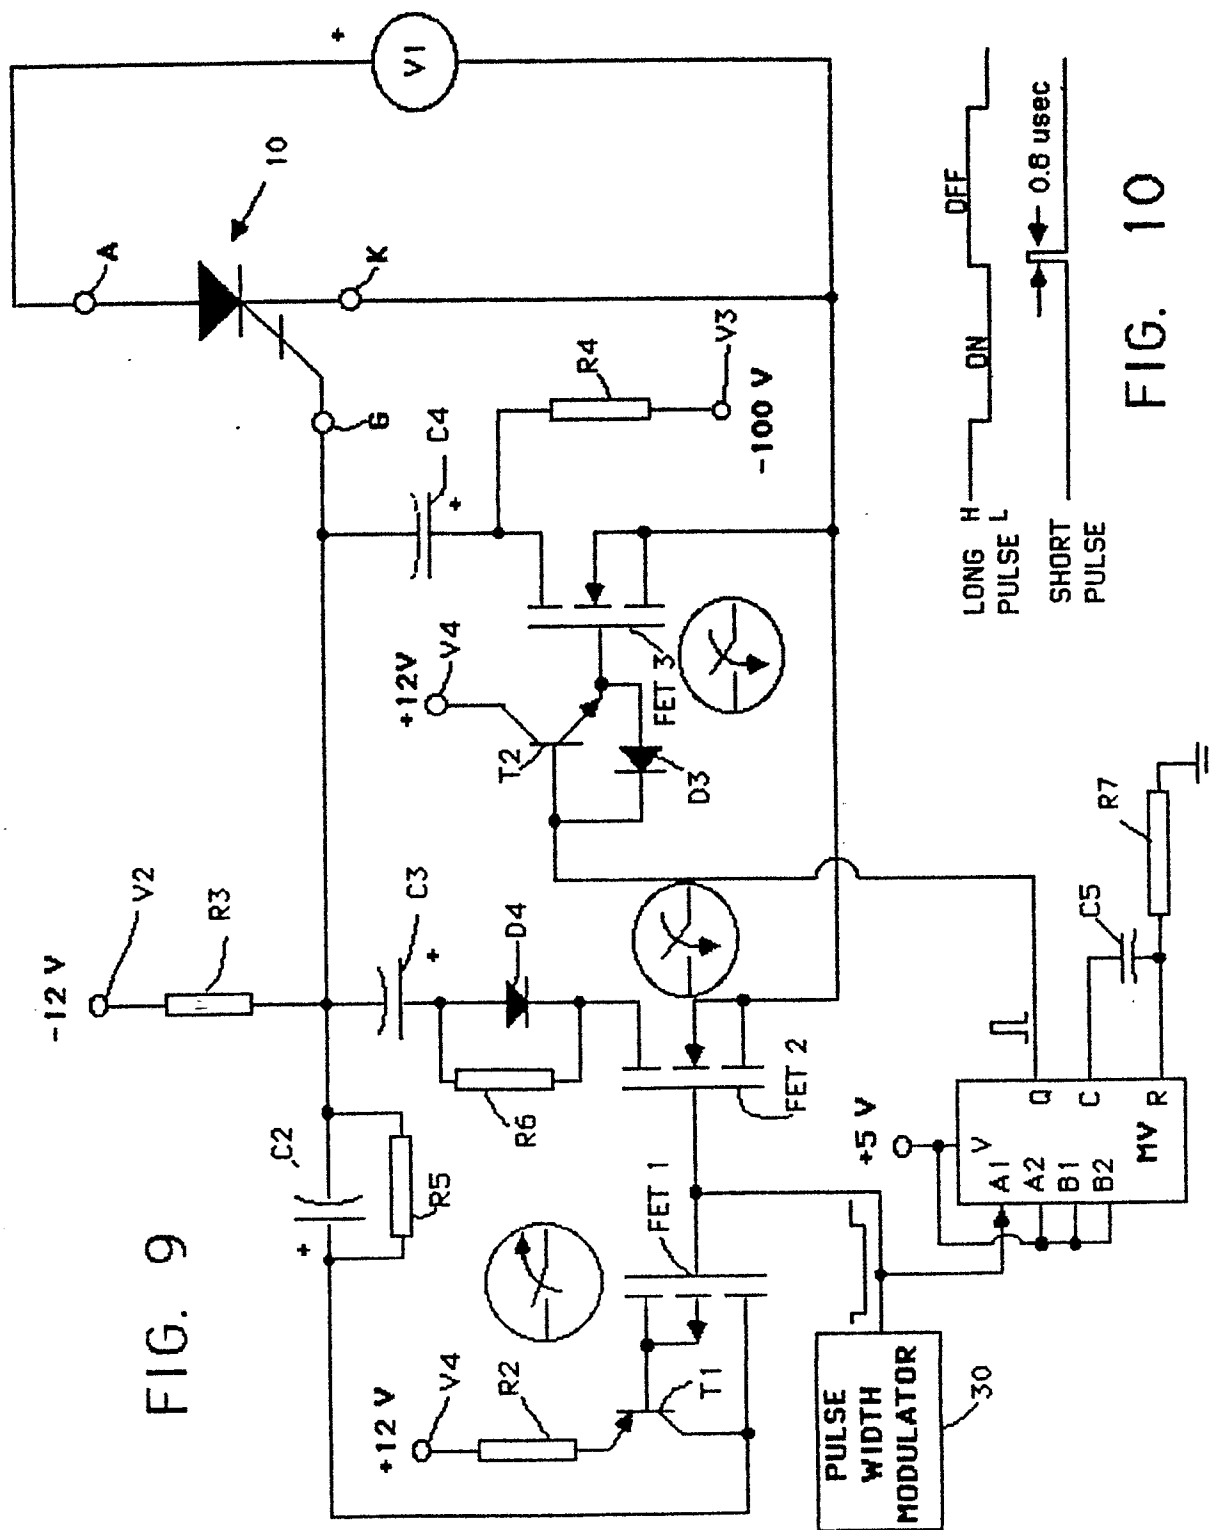 FIG. 9
-12 V
V2
R3
C2
R5
+
C3
+
R6
D4
+12 V
V4
R2
T1
FET 1
FET 2
PULSE
WIDTH
MODULATOR
30
+5 V
V
A1
A2
B1
B2
MV
Q
C
R
C5
R7
+12V
V4
T2
D3
FET 3
C4
+
R4
V3
-100 V
G
A
K
10
+
V1
FIG. 10
LONG H
PULSE L
ON
OFF
SHORT
PULSE
0.8 usec